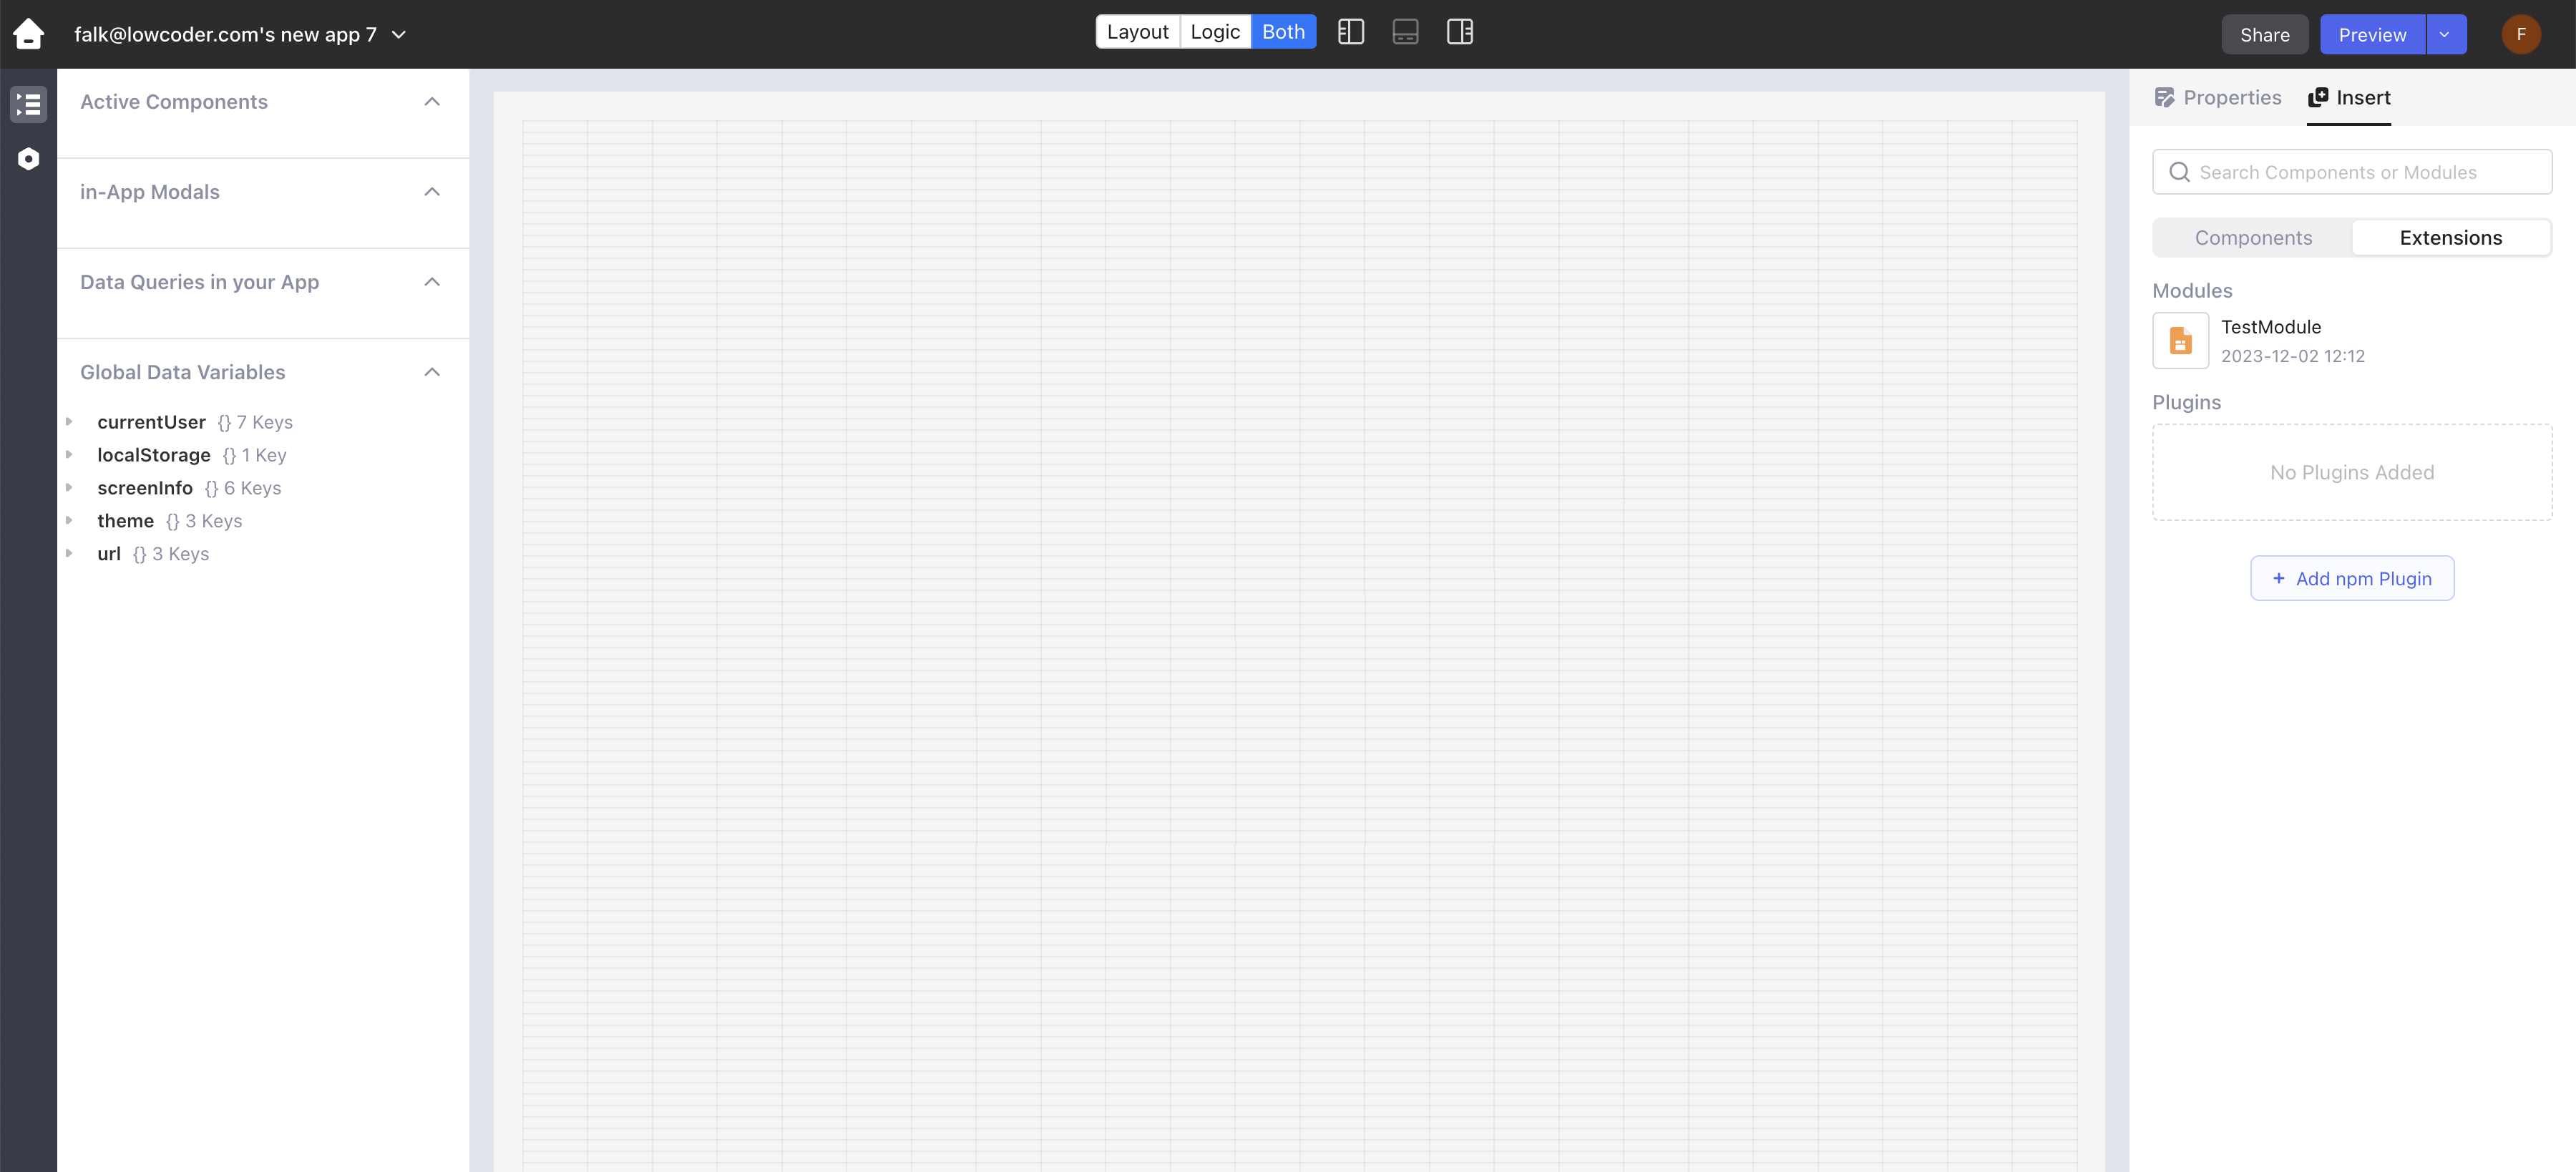 falk@lowcoder.com's new app 7
Layout Logic Both
Share Preview F
Active Components
in-App Modals
Data Queries in your App
Global Data Variables
currentUser {} 7 Keys
localStorage {} 1 Key
screenInfo {} 6 Keys
theme {} 3 Keys
url {} 3 Keys
Properties Insert
Search Components or Modules
Components Extensions
Modules
TestModule
2023-12-02 12:12
Plugins
No Plugins Added
+ Add npm Plugin